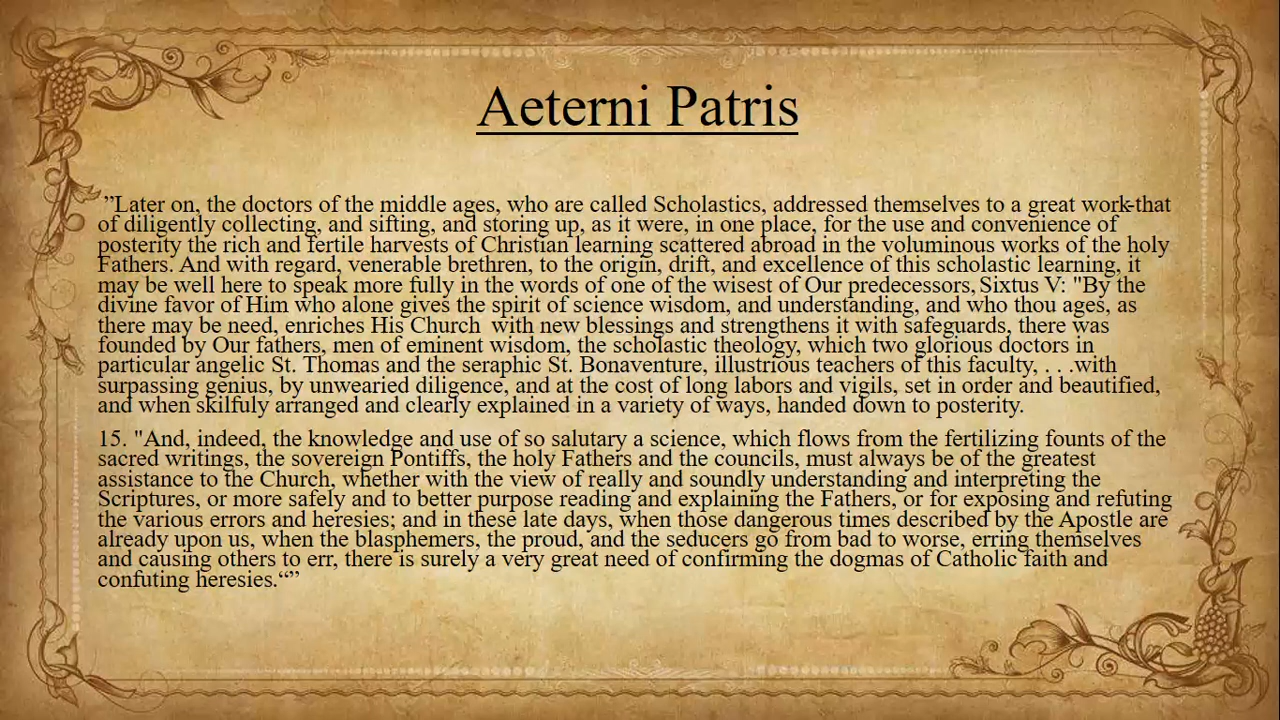 Aeterni Patris
”Later on, the doctors of the middle ages, who are called Scholastics, addressed themselves to a great work-that
of diligently collecting, and sifting, and storing up, as it were, in one place, for the use and convenience of
posterity the rich and fertile harvests of Christian learning scattered abroad in the voluminous works of the holy
Fathers. And with regard, venerable brethren, to the origin, drift, and excellence of this scholastic learning, it
may be well here to speak more fully in the words of one of the wisest of Our predecessors, Sixtus V: "By the
divine favor of Him who alone gives the spirit of science wisdom, and understanding, and who thou ages, as
there may be need, enriches His Church  with new blessings and strengthens it with safeguards, there was
founded by Our fathers, men of eminent wisdom, the scholastic theology, which two glorious doctors in
particular angelic St. Thomas and the seraphic St. Bonaventure, illustrious teachers of this faculty, . . .with
surpassing genius, by unwearied diligence, and at the cost of long labors and vigils, set in order and beautified,
and when skilfuly arranged and clearly explained in a variety of ways, handed down to posterity.
15. "And, indeed, the knowledge and use of so salutary a science, which flows from the fertilizing founts of the
sacred writings, the sovereign Pontiffs, the holy Fathers and the councils, must always be of the greatest
assistance to the Church, whether with the view of really and soundly understanding and interpreting the
Scriptures, or more safely and to better purpose reading and explaining the Fathers, or for exposing and refuting
the various errors and heresies; and in these late days, when those dangerous times described by the Apostle are
already upon us, when the blasphemers, the proud, and the seducers go from bad to worse, erring themselves
and causing others to err, there is surely a very great need of confirming the dogmas of Catholic faith and
confuting heresies.“”